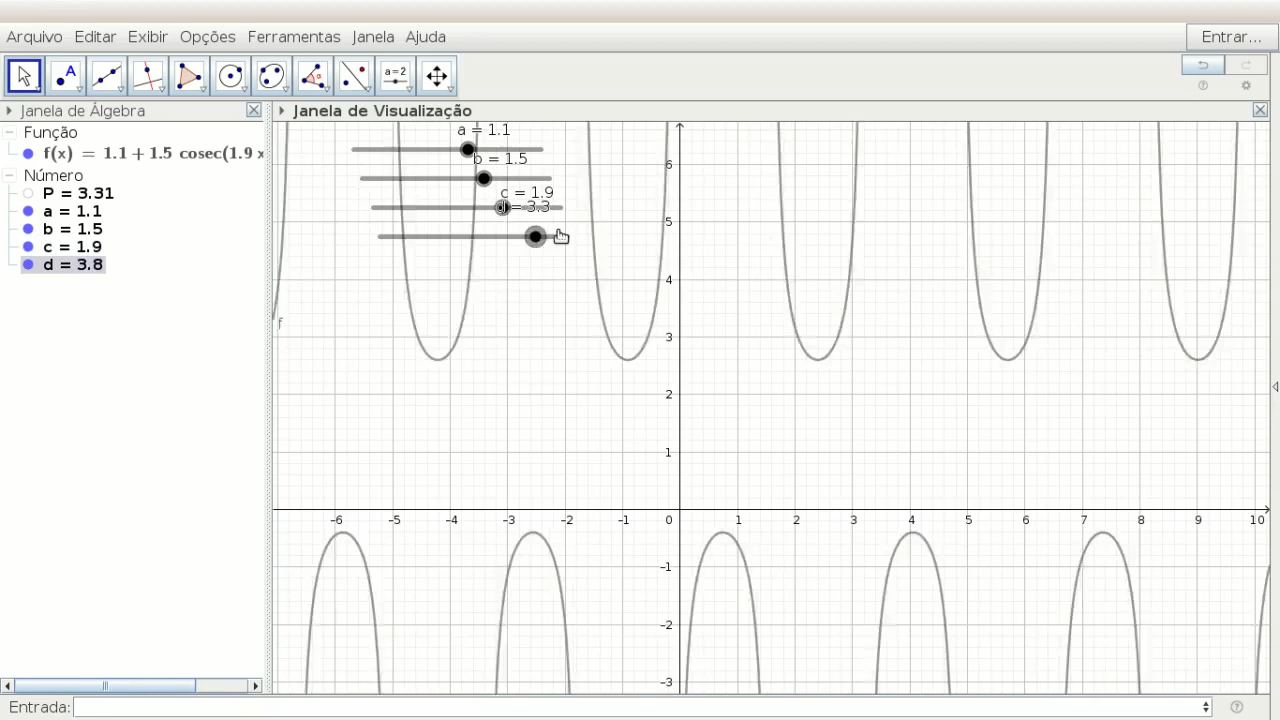 Arquivo Editar Exibir Opções Ferramentas Janela Ajuda Entrar...
A a=2
Janela de Álgebra
Janela de Visualização
Função
f(x) = 1.1 + 1.5 cosec(1.9 x
Número
P = 3.31
a = 1.1
b = 1.5
c = 1.9
d = 3.8
a = 1.1
b = 1.5
c = 1.9
= 3.3
f
6
5
4
3
2
1
-6 -5 -4 -3 -2 -1 0 1 2 3 4 5 6 7 8 9 10
-1
-2
-3
Entrada: